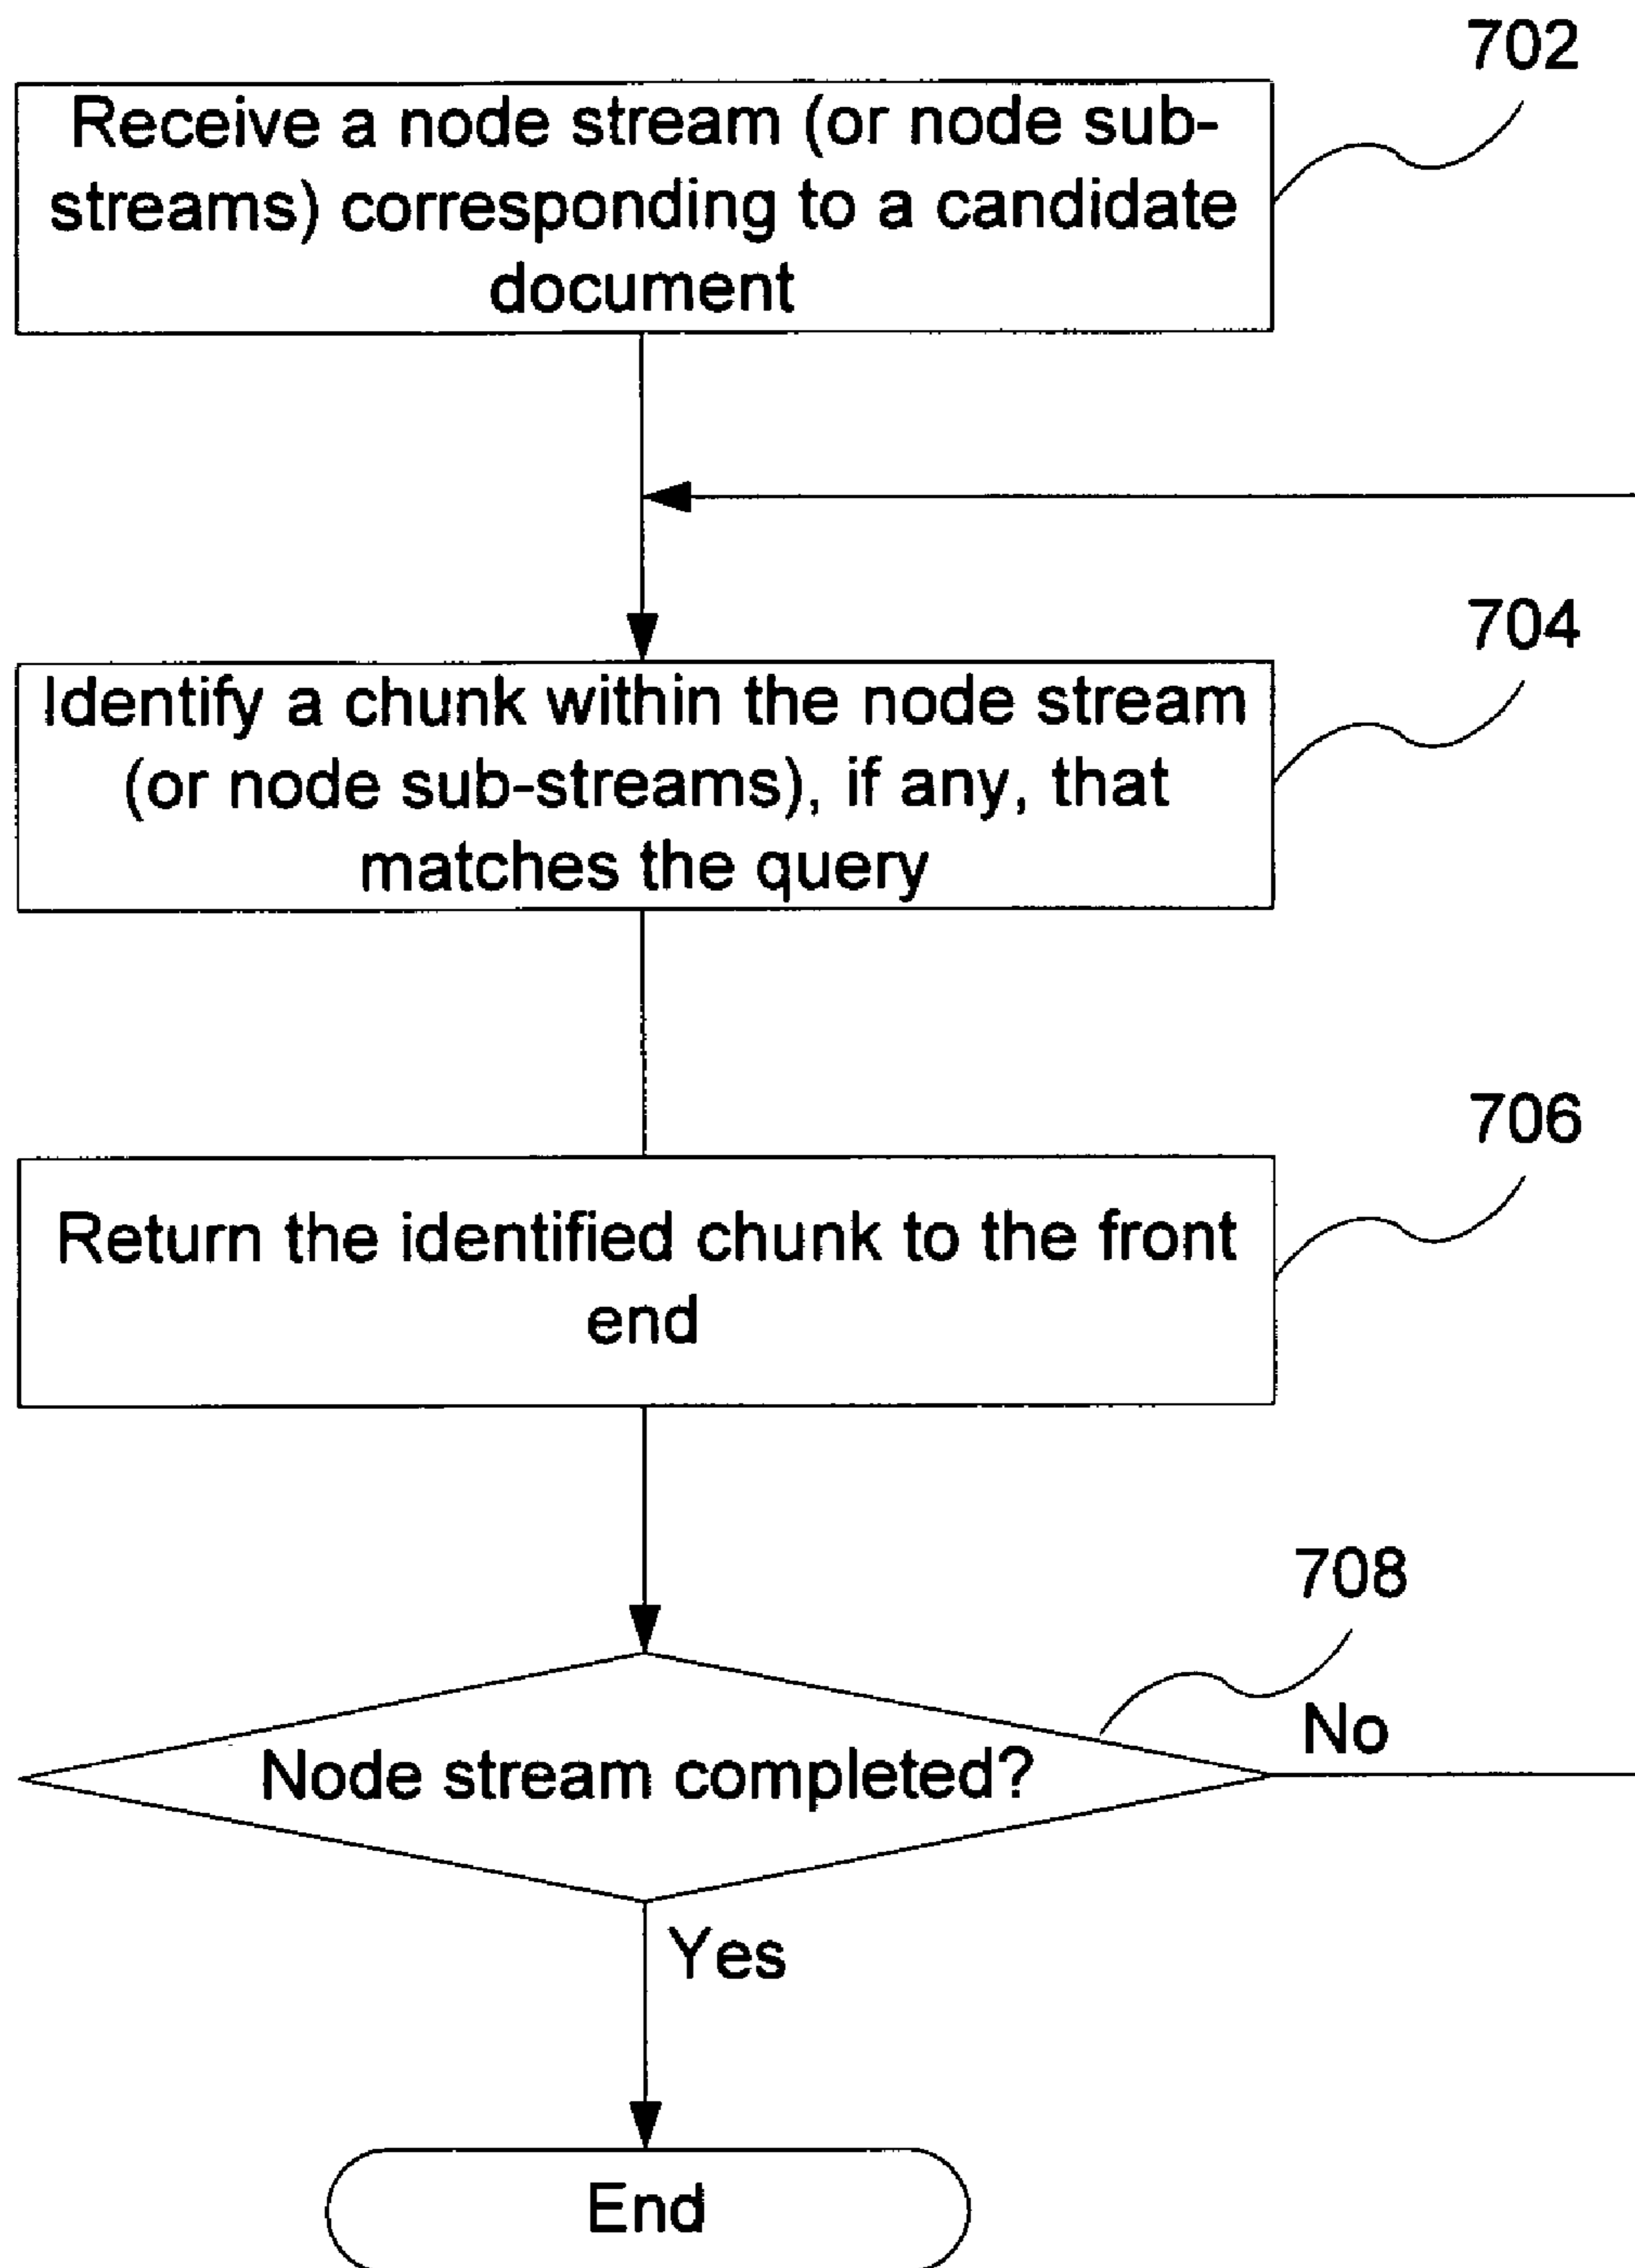 702
Receive a node stream (or node sub-
streams) corresponding to a candidate
document
704
Identify a chunk within the node stream
(or node sub-streams), if any, that
matches the query
706
Return the identified chunk to the front
end
708
No
Node stream completed?
Yes
End